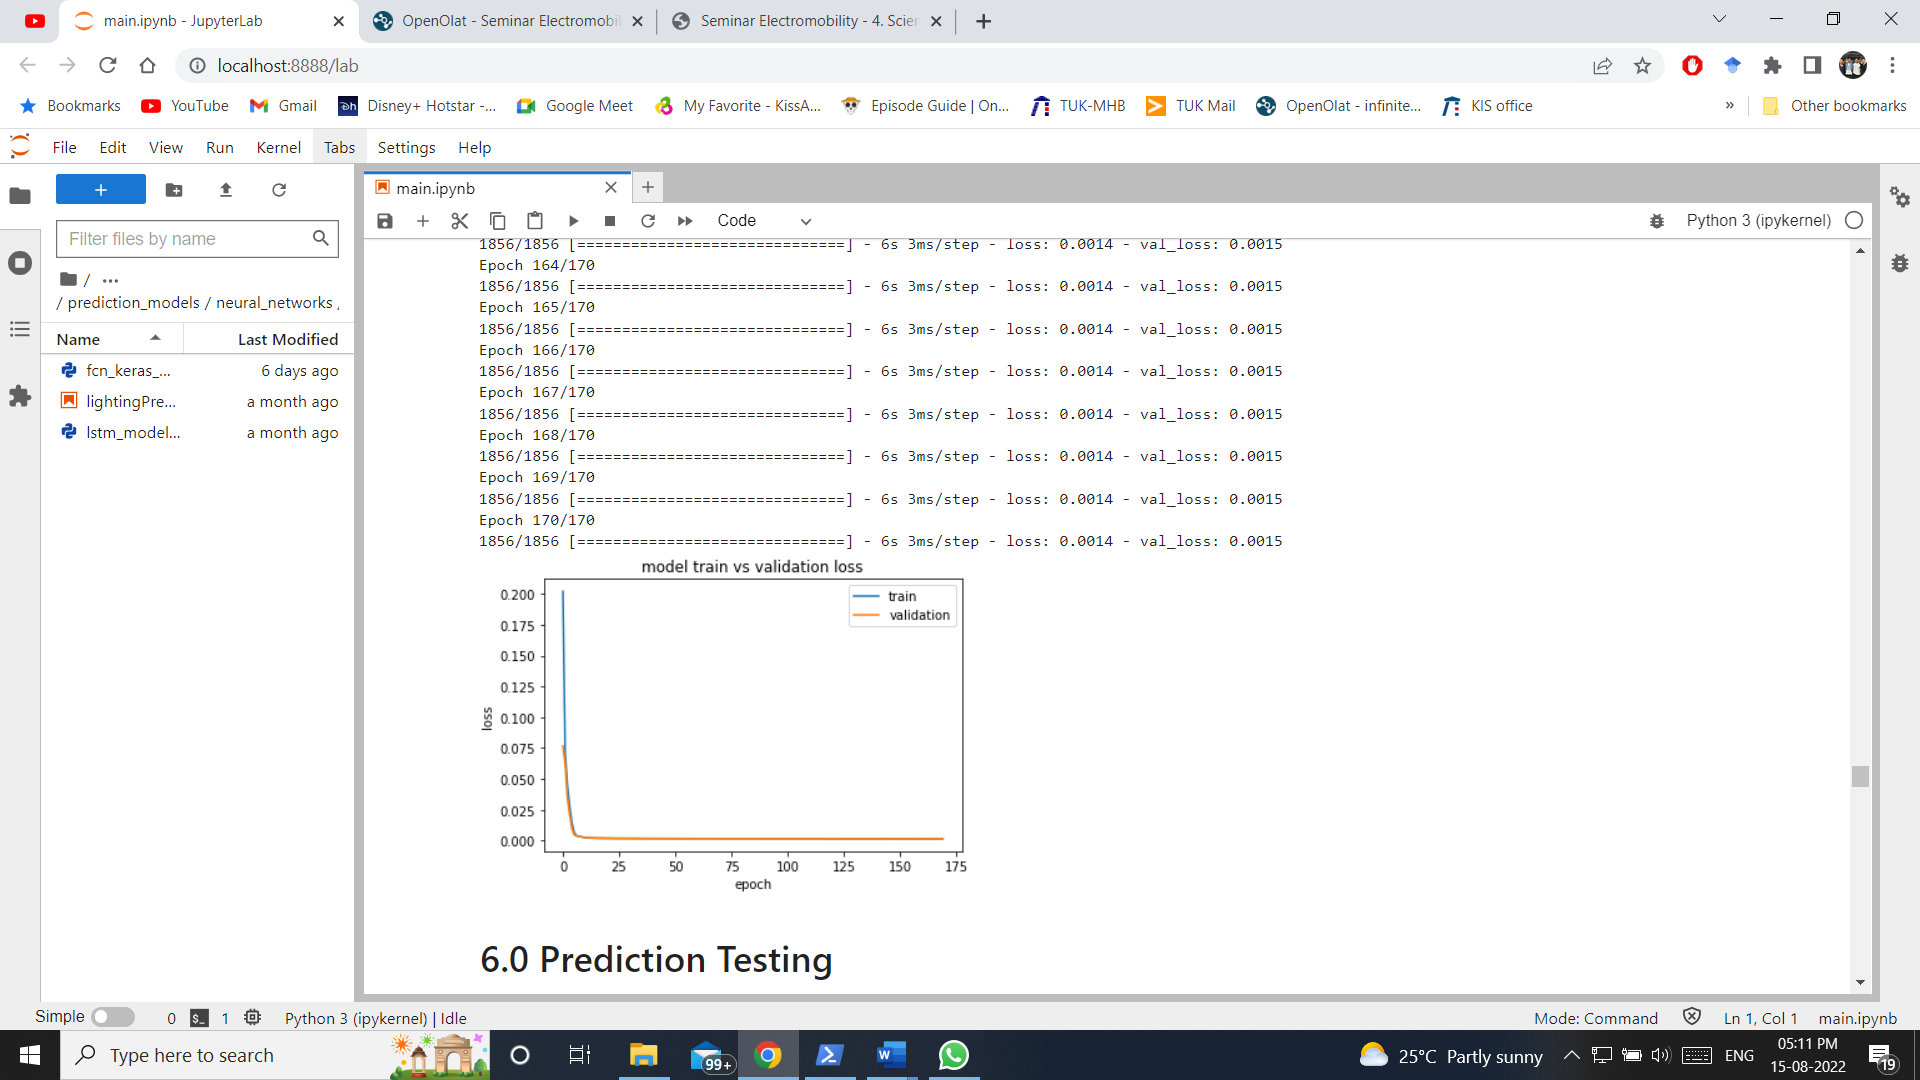 main.ipynb - JupyterLab
OpenOlat - Seminar Electromobil
Seminar Electromobility - 4. Scien
localhost:8888/lab
Bookmarks YouTube Gmail Disney+ Hotstar -... Google Meet My Favorite - KissA... Episode Guide | On... TUK-MHB TUK Mail OpenOlat - infinite... KIS office » Other bookmarks
File Edit View Run Kernel Tabs Settings Help
main.ipynb
Code
Python 3 (ipykernel)
Filter files by name
/ ...
/ prediction_models / neural_networks /
Name Last Modified
fcn_keras_... 6 days ago
lightingPre... a month ago
lstm_model... a month ago
1856/1856 [==============================] - 6s 3ms/step - loss: 0.0014 - val_loss: 0.0015
Epoch 164/170
1856/1856 [==============================] - 6s 3ms/step - loss: 0.0014 - val_loss: 0.0015
Epoch 165/170
1856/1856 [==============================] - 6s 3ms/step - loss: 0.0014 - val_loss: 0.0015
Epoch 166/170
1856/1856 [==============================] - 6s 3ms/step - loss: 0.0014 - val_loss: 0.0015
Epoch 167/170
1856/1856 [==============================] - 6s 3ms/step - loss: 0.0014 - val_loss: 0.0015
Epoch 168/170
1856/1856 [==============================] - 6s 3ms/step - loss: 0.0014 - val_loss: 0.0015
Epoch 169/170
1856/1856 [==============================] - 6s 3ms/step - loss: 0.0014 - val_loss: 0.0015
Epoch 170/170
1856/1856 [==============================] - 6s 3ms/step - loss: 0.0014 - val_loss: 0.0015
model train vs validation loss
train
validation
0.200
0.175
0.150
0.125
0.100
0.075
0.050
0.025
0.000
loss
0 25 50 75 100 125 150 175
epoch
6.0 Prediction Testing
Simple 0 $_ 1 Python 3 (ipykernel) | Idle
Mode: Command Ln 1, Col 1 main.ipynb
Type here to search
99+
25°C Partly sunny
ENG
05:11 PM
15-08-2022
19